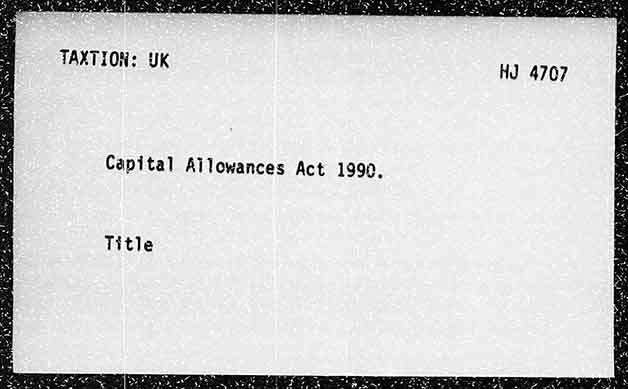 TAXTION: UK
HJ 4707
Capital Allowances Act 1990.
Title